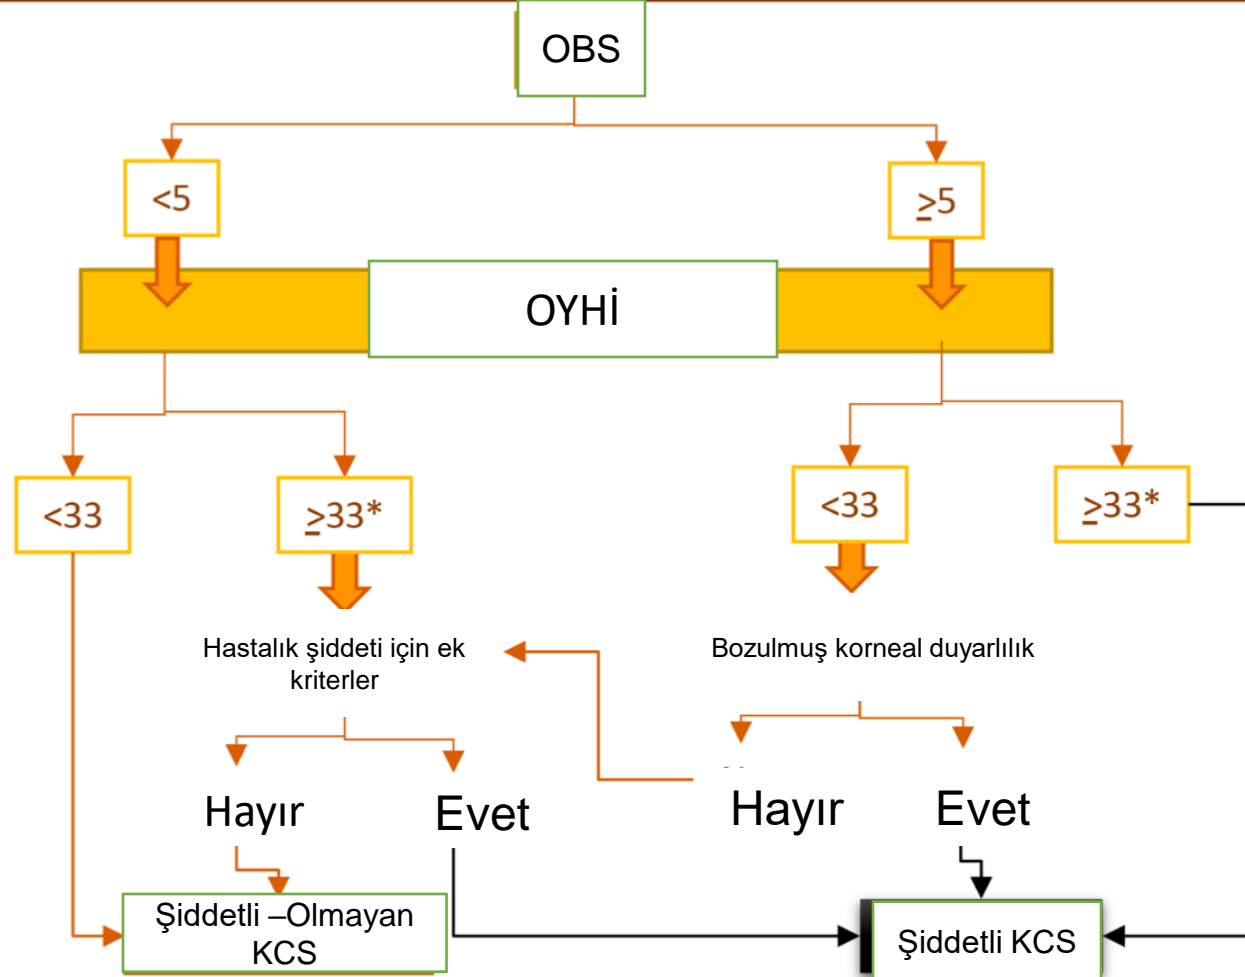 OBS
<5
≥5
OYHİ
<33
≥33*
<33
≥33*
Hastalık şiddeti için ek
kriterler
Bozulmuş korneal duyarlılık
Hayır
Evet
Hayır
Evet
Şiddetli –Olmayan
KCS
Şiddetli KCS